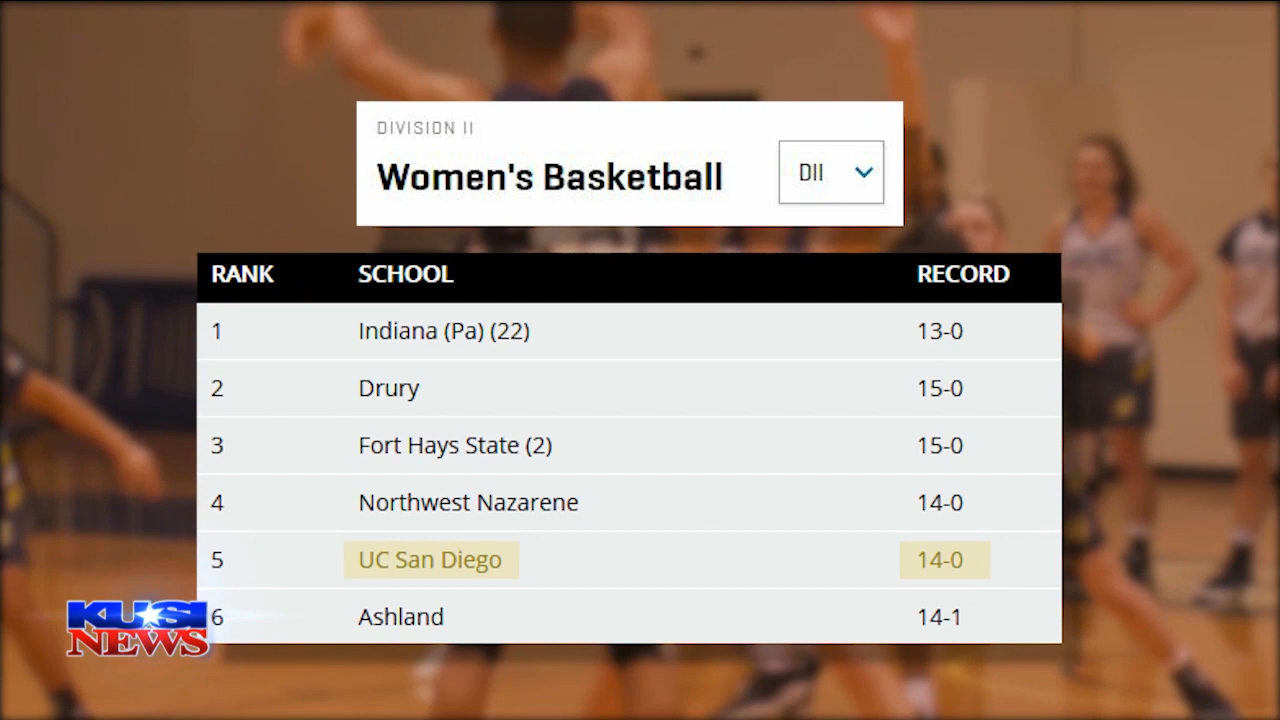 DIVISION II
Women's Basketball
DII
RANK SCHOOL RECORD
1 Indiana (Pa) (22) 13-0
2 Drury 15-0
3 Fort Hays State (2) 15-0
4 Northwest Nazarene 14-0
5 UC San Diego 14-0
6 Ashland 14-1
KUSI
NEWS